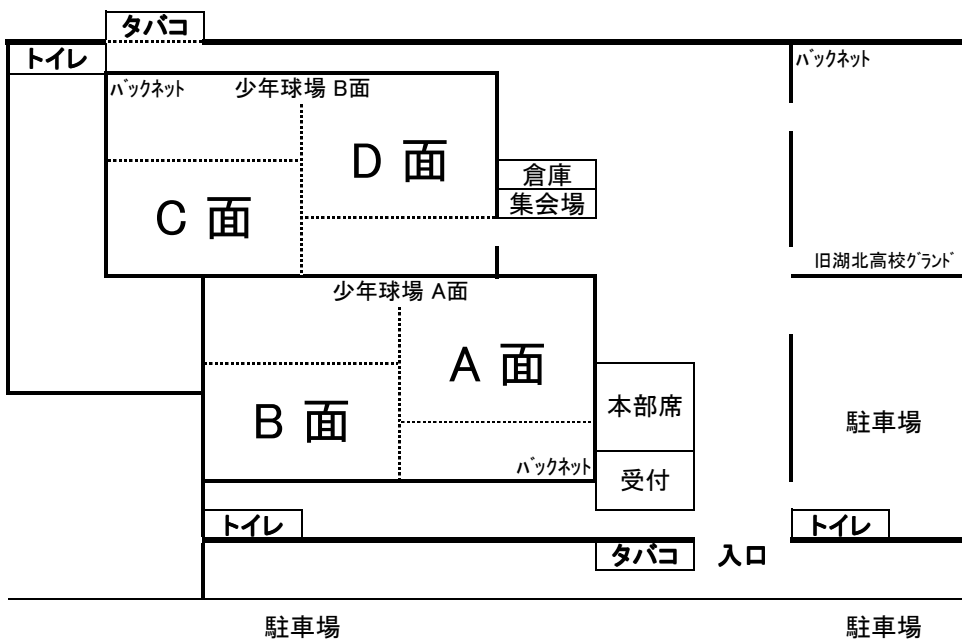 タバコ
トイレ
バックネット
バックネット
少年球場 B面
D 面
倉庫
C 面
集会場
旧湖北高校グランド
少年球場 A面
A 面
本部席
B 面
駐車場
バックネット
受付
トイレ
トイレ
タバコ
入口
駐車場
駐車場